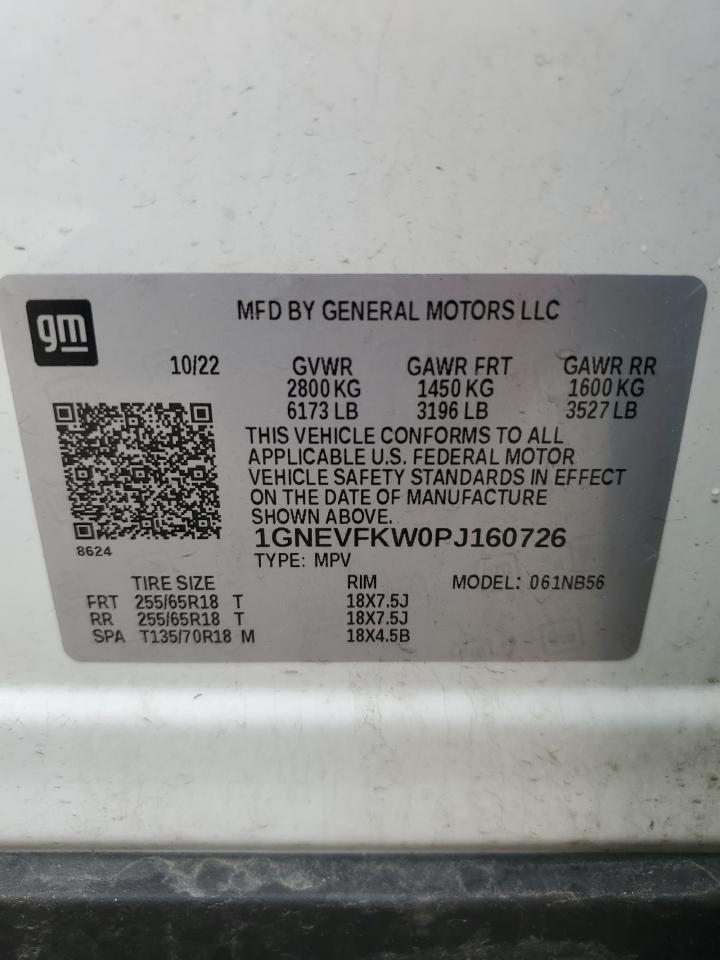 gm
MFD BY GENERAL MOTORS LLC
10/22 GVWR GAWR FRT GAWR RR
2800 KG 1450 KG 1600 KG
6173 LB 3196 LB 3527 LB
THIS VEHICLE CONFORMS TO ALL
APPLICABLE U.S. FEDERAL MOTOR
VEHICLE SAFETY STANDARDS IN EFFECT
ON THE DATE OF MANUFACTURE
SHOWN ABOVE.
8624
1GNEVFKW0PJ160726
TYPE: MPV
TIRE SIZE RIM MODEL: 061NB56
FRT 255/65R18 T 18X7.5J
RR 255/65R18 T 18X7.5J
SPA T135/70R18 M 18X4.5B